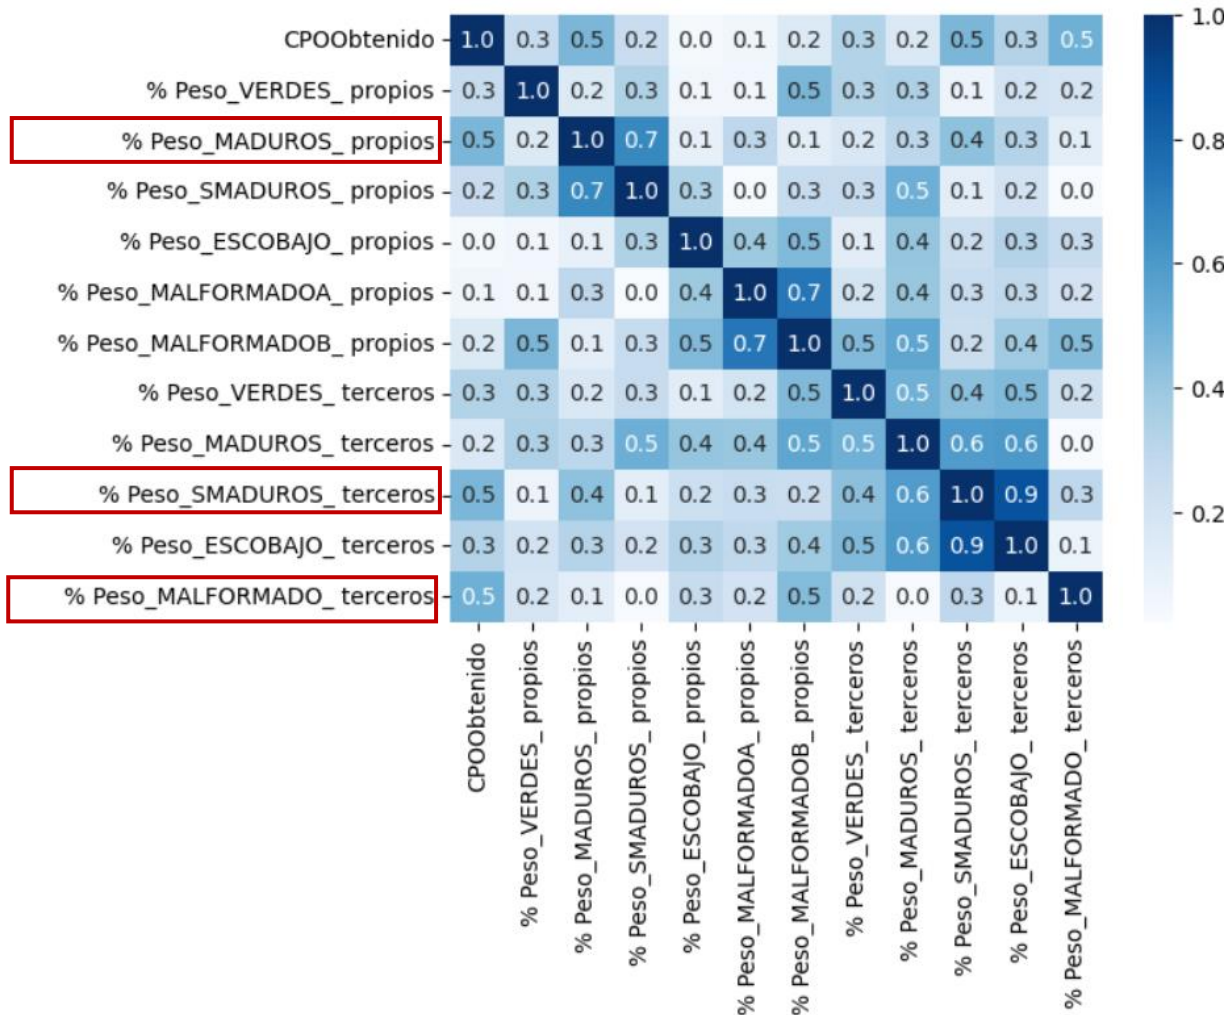 CPOObtenido 1.0 0.3 0.5 0.2 0.0 0.1 0.2 0.3 0.2 0.5 0.3 0.5
% Peso_VERDES_ propios 0.3 1.0 0.2 0.3 0.1 0.1 0.5 0.3 0.3 0.1 0.2 0.2
% Peso_MADUROS_ propios 0.5 0.2 1.0 0.7 0.1 0.3 0.1 0.2 0.3 0.4 0.3 0.1
% Peso_SMADUROS_ propios 0.2 0.3 0.7 1.0 0.3 0.0 0.3 0.3 0.5 0.1 0.2 0.0
% Peso_ESCOBAJO_ propios 0.0 0.1 0.1 0.3 1.0 0.4 0.5 0.1 0.4 0.2 0.3 0.3
% Peso_MALFORMADOA_ propios 0.1 0.1 0.3 0.0 0.4 1.0 0.7 0.2 0.4 0.3 0.3 0.2
% Peso_MALFORMADOB_ propios 0.2 0.5 0.1 0.3 0.5 0.7 1.0 0.5 0.5 0.2 0.4 0.5
% Peso_VERDES_ terceros 0.3 0.3 0.2 0.3 0.1 0.2 0.5 1.0 0.5 0.4 0.5 0.2
% Peso_MADUROS_ terceros 0.2 0.3 0.3 0.5 0.4 0.4 0.5 0.5 1.0 0.6 0.6 0.0
% Peso_SMADUROS_ terceros 0.5 0.1 0.4 0.1 0.2 0.3 0.2 0.4 0.6 1.0 0.9 0.3
% Peso_ESCOBAJO_ terceros 0.3 0.2 0.3 0.2 0.3 0.3 0.4 0.5 0.6 0.9 1.0 0.1
% Peso_MALFORMADO_ terceros 0.5 0.2 0.1 0.0 0.3 0.2 0.5 0.2 0.0 0.3 0.1 1.0
CPOObtenido
% Peso_VERDES_ propios
% Peso_MADUROS_ propios
% Peso_SMADUROS_ propios
% Peso_ESCOBAJO_ propios
% Peso_MALFORMADOA_ propios
% Peso_MALFORMADOB_ propios
% Peso_VERDES_ terceros
% Peso_MADUROS_ terceros
% Peso_SMADUROS_ terceros
% Peso_ESCOBAJO_ terceros
% Peso_MALFORMADO_ terceros
1.0
0.8
0.6
0.4
0.2